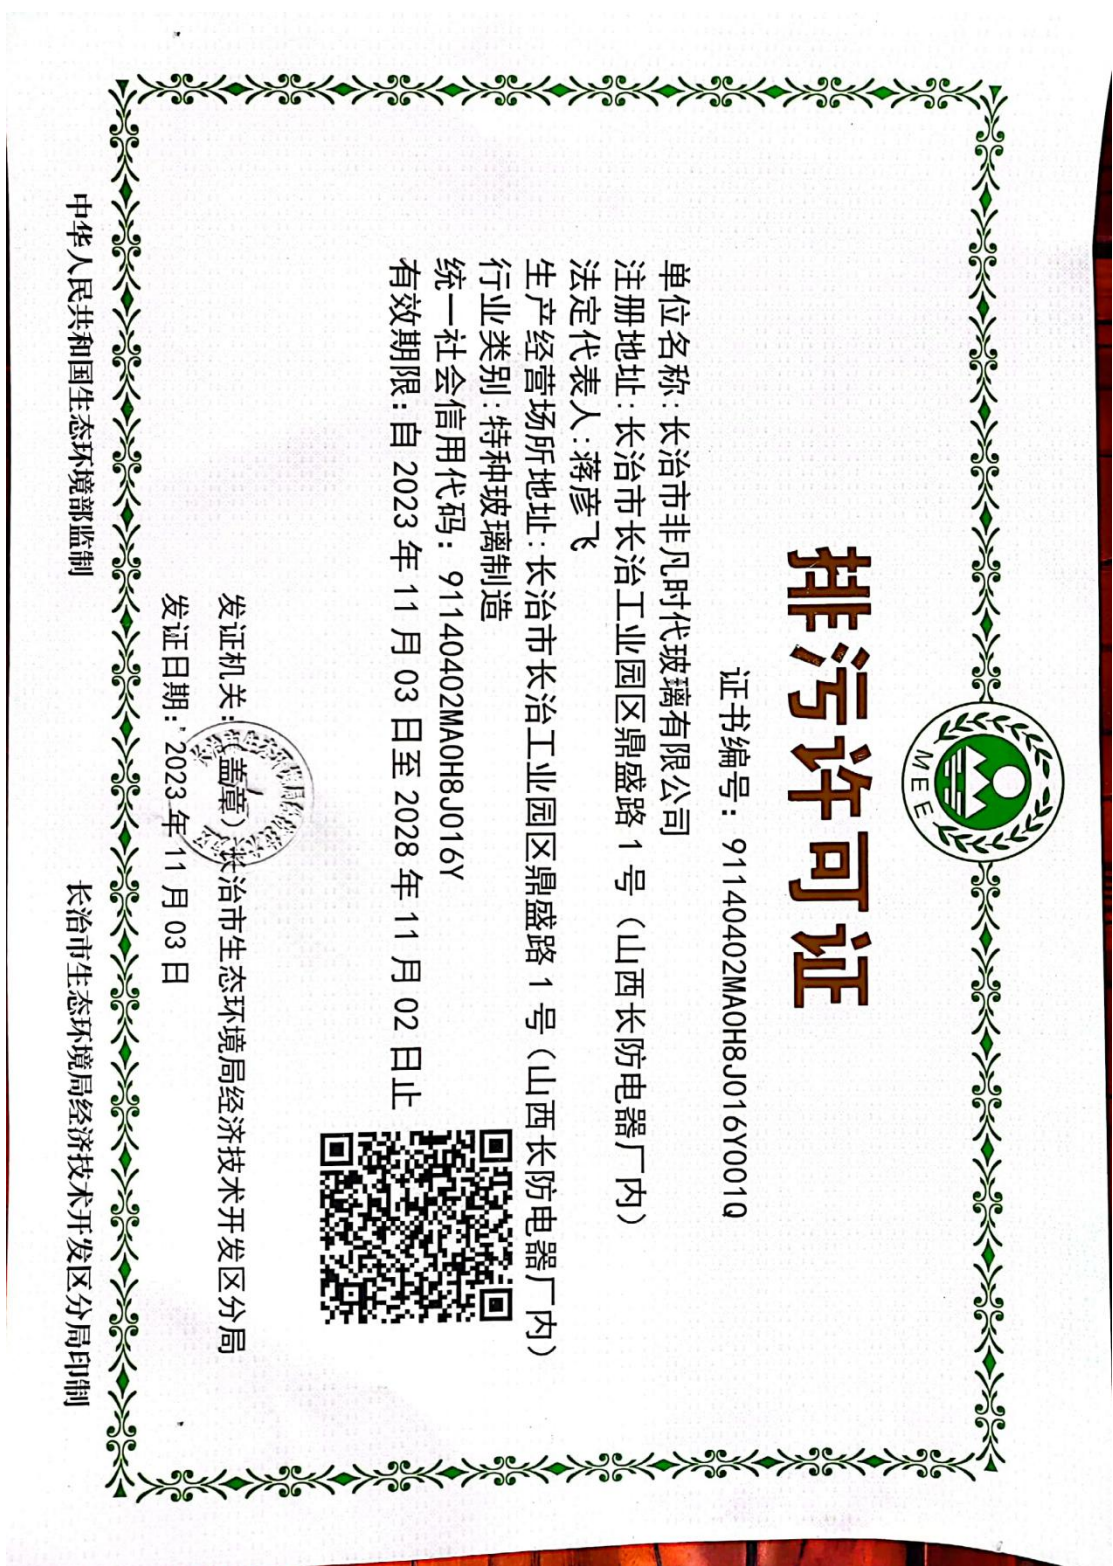 MEE
排污许可证
证书编号：91140402MA0H8J016Y001Q
单位名称：长治市非凡时代玻璃有限公司
注册地址：长治市长治工业园区鼎盛路1号（山西长防电器厂内）
法定代表人：蒋彦飞
生产经营场所地址：长治市长治工业园区鼎盛路1号（山西长防电器厂内）
行业类别：特种玻璃制造
统一社会信用代码：91140402MA0H8J016Y
有效期限：自2023年11月03日至2028年11月02日止
发证机关：（盖章）长治市生态环境局经济技术开发区分局
发证日期：2023年11月03日
中华人民共和国生态环境部监制
长治市生态环境局经济技术开发区分局印制